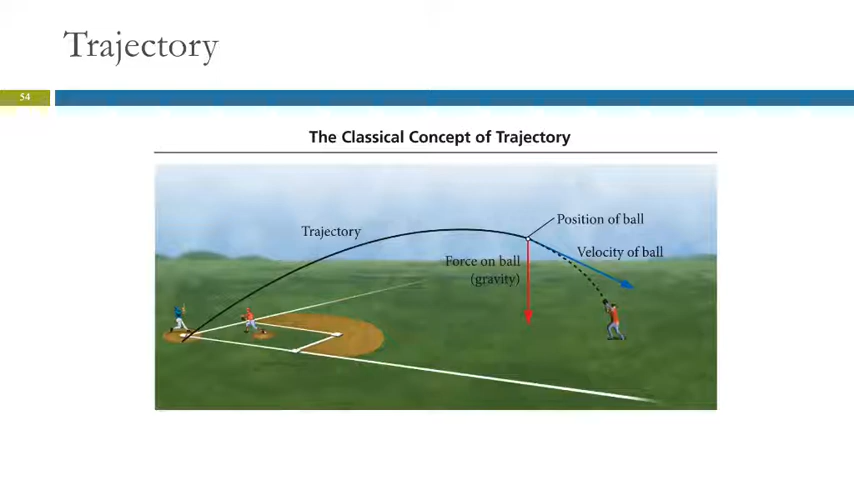 Trajectory
54
The Classical Concept of Trajectory
Position of ball
Trajectory
Velocity of ball
Force on ball
(gravity)